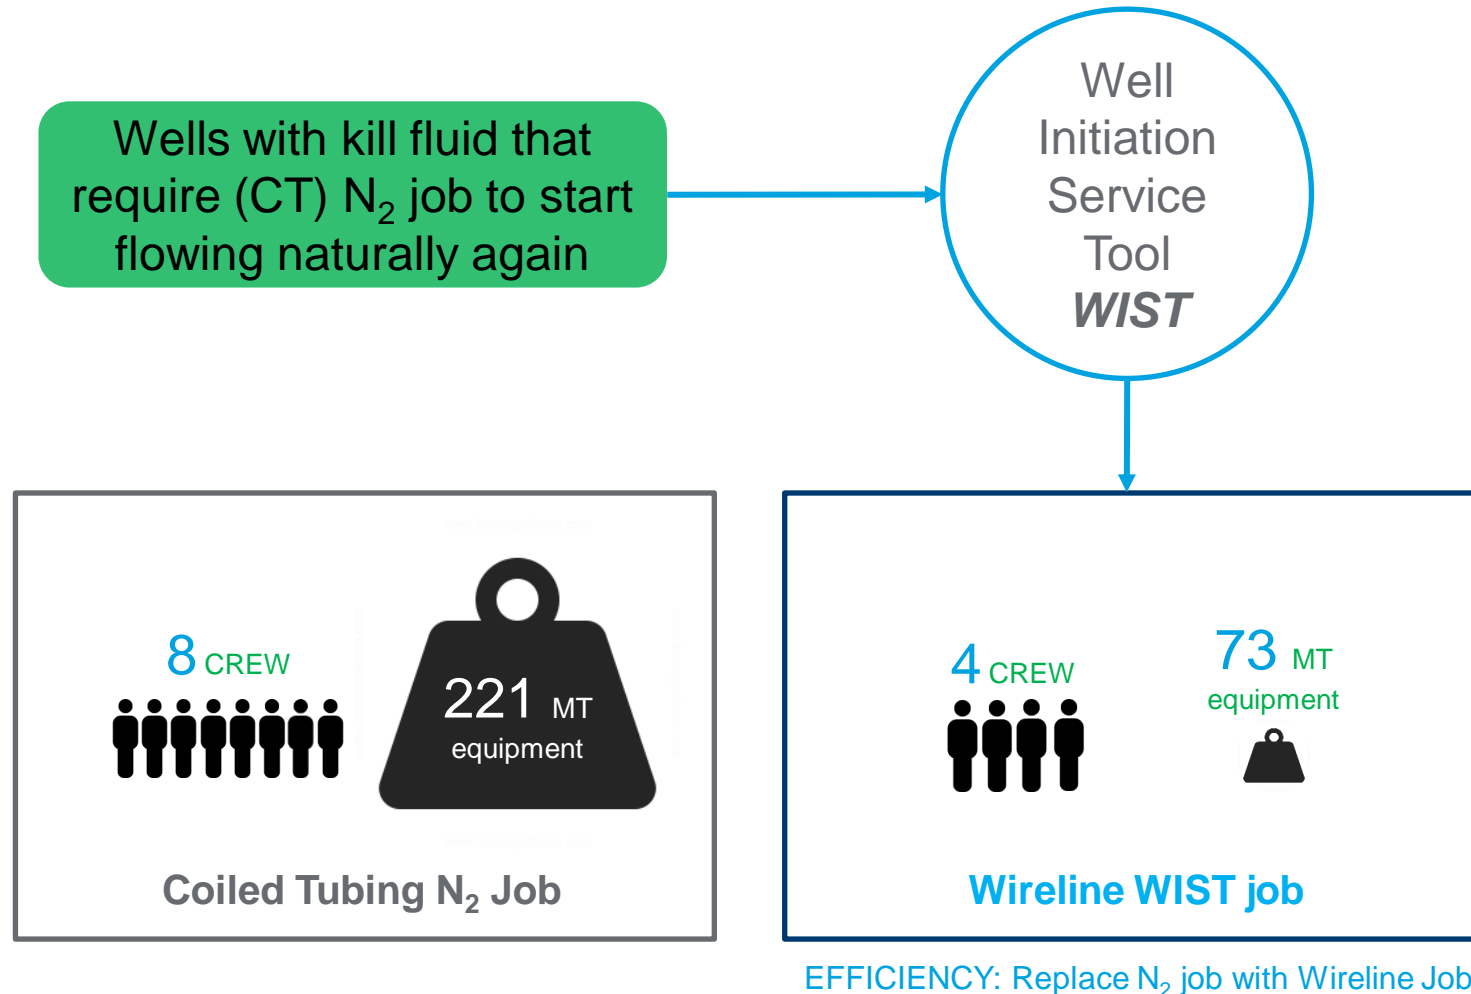 Wells with kill fluid that
require (CT) N₂ job to start
flowing naturally again
Well
Initiation
Service
Tool
WIST
8 CREW
221 MT
equipment
Coiled Tubing N₂ Job
4 CREW
73 MT
equipment
Wireline WIST job
EFFICIENCY: Replace N₂ job with Wireline Job